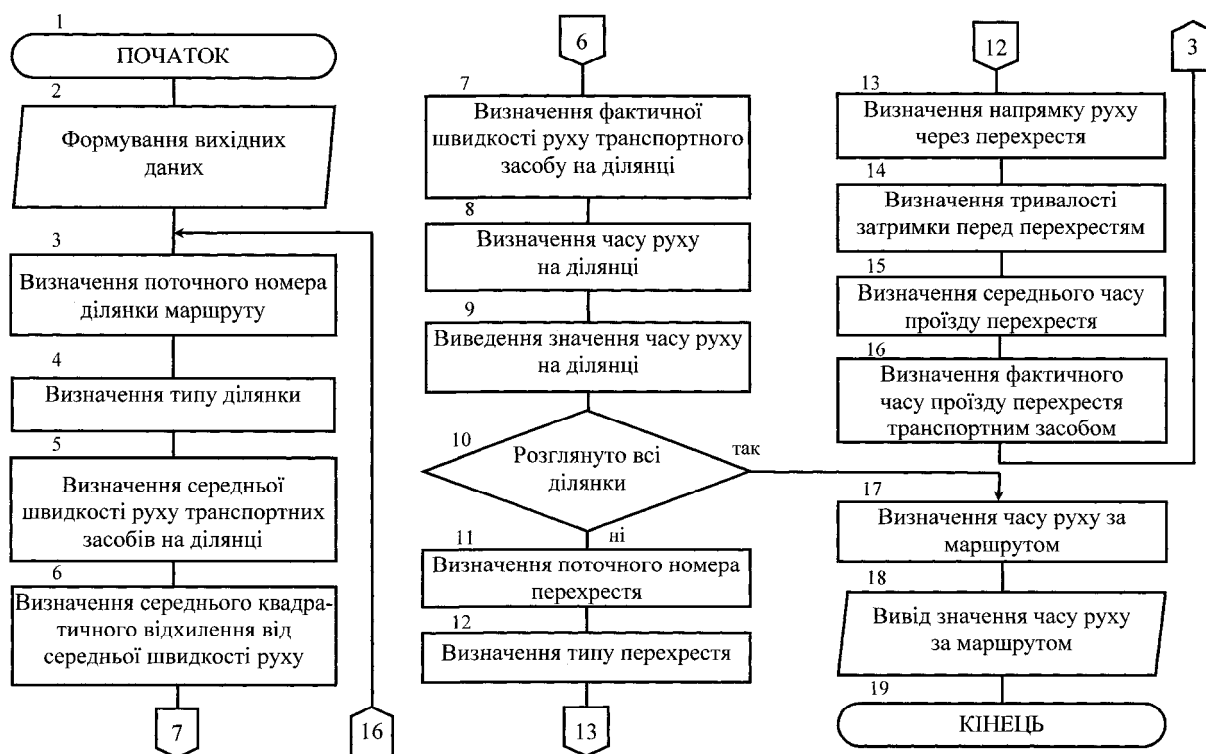 1
ПОЧАТОК
2
Формування вихідних
даних
3
Визначення поточного номера
ділянки маршруту
4
Визначення типу ділянки
5
Визначення середньої
швидкості руху транспортних
засобів на ділянці
6
Визначення середнього квадра-
тичного відхилення від
середньої швидкості руху
7
16
6
7
Визначення фактичної
швидкості руху транспортного
засобу на ділянці
8
Визначення часу руху
на ділянці
9
Виведення значення часу руху
на ділянці
10
Розглянуто всі
ділянки
так
ні
11
Визначення поточного номера
перехрестя
12
Визначення типу перехрестя
13
12
3
13
Визначення напрямку руху
через перехрестя
14
Визначення тривалості
затримки перед перехрестям
15
Визначення середнього часу
проїзду перехрестя
16
Визначення фактичного
часу проїзду перехрестя
транспортним засобом
17
Визначення часу руху за
маршрутом
18
Вивід значення часу руху
за маршрутом
19
КІНЕЦЬ